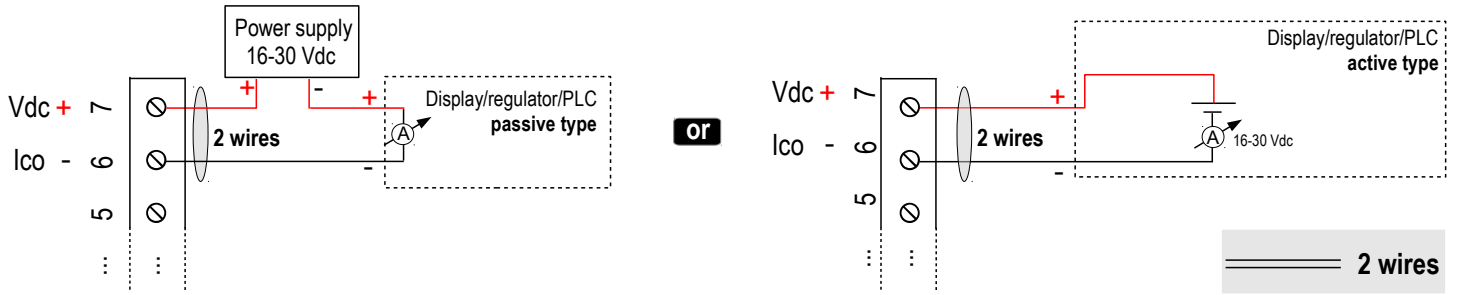 Power supply
16-30 Vdc
+
-
+
Display/regulator/PLC
passive type
A
-
Vdc + 7
Ico - 6
5
...
...
2 wires
or
Display/regulator/PLC
active type
+
A
16-30 Vdc
-
Vdc + 7
Ico - 6
5
...
...
2 wires
2 wires